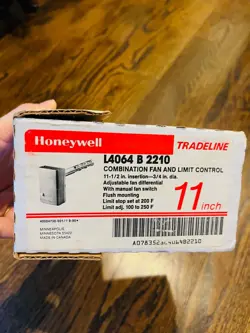 Honeywell
TRADELINE
L4064 B 2210
COMBINATION FAN AND LIMIT CONTROL
11-1/2 in. insertion—3/4 in. dia.
Adjustable fan differential
With manual fan switch
Flush mounting
Limit stop set at 200 F
Limit adj. 100 to 250 F
11 inch
MINNEAPOLIS
MINNESOTA 55422
MADE IN CANADA